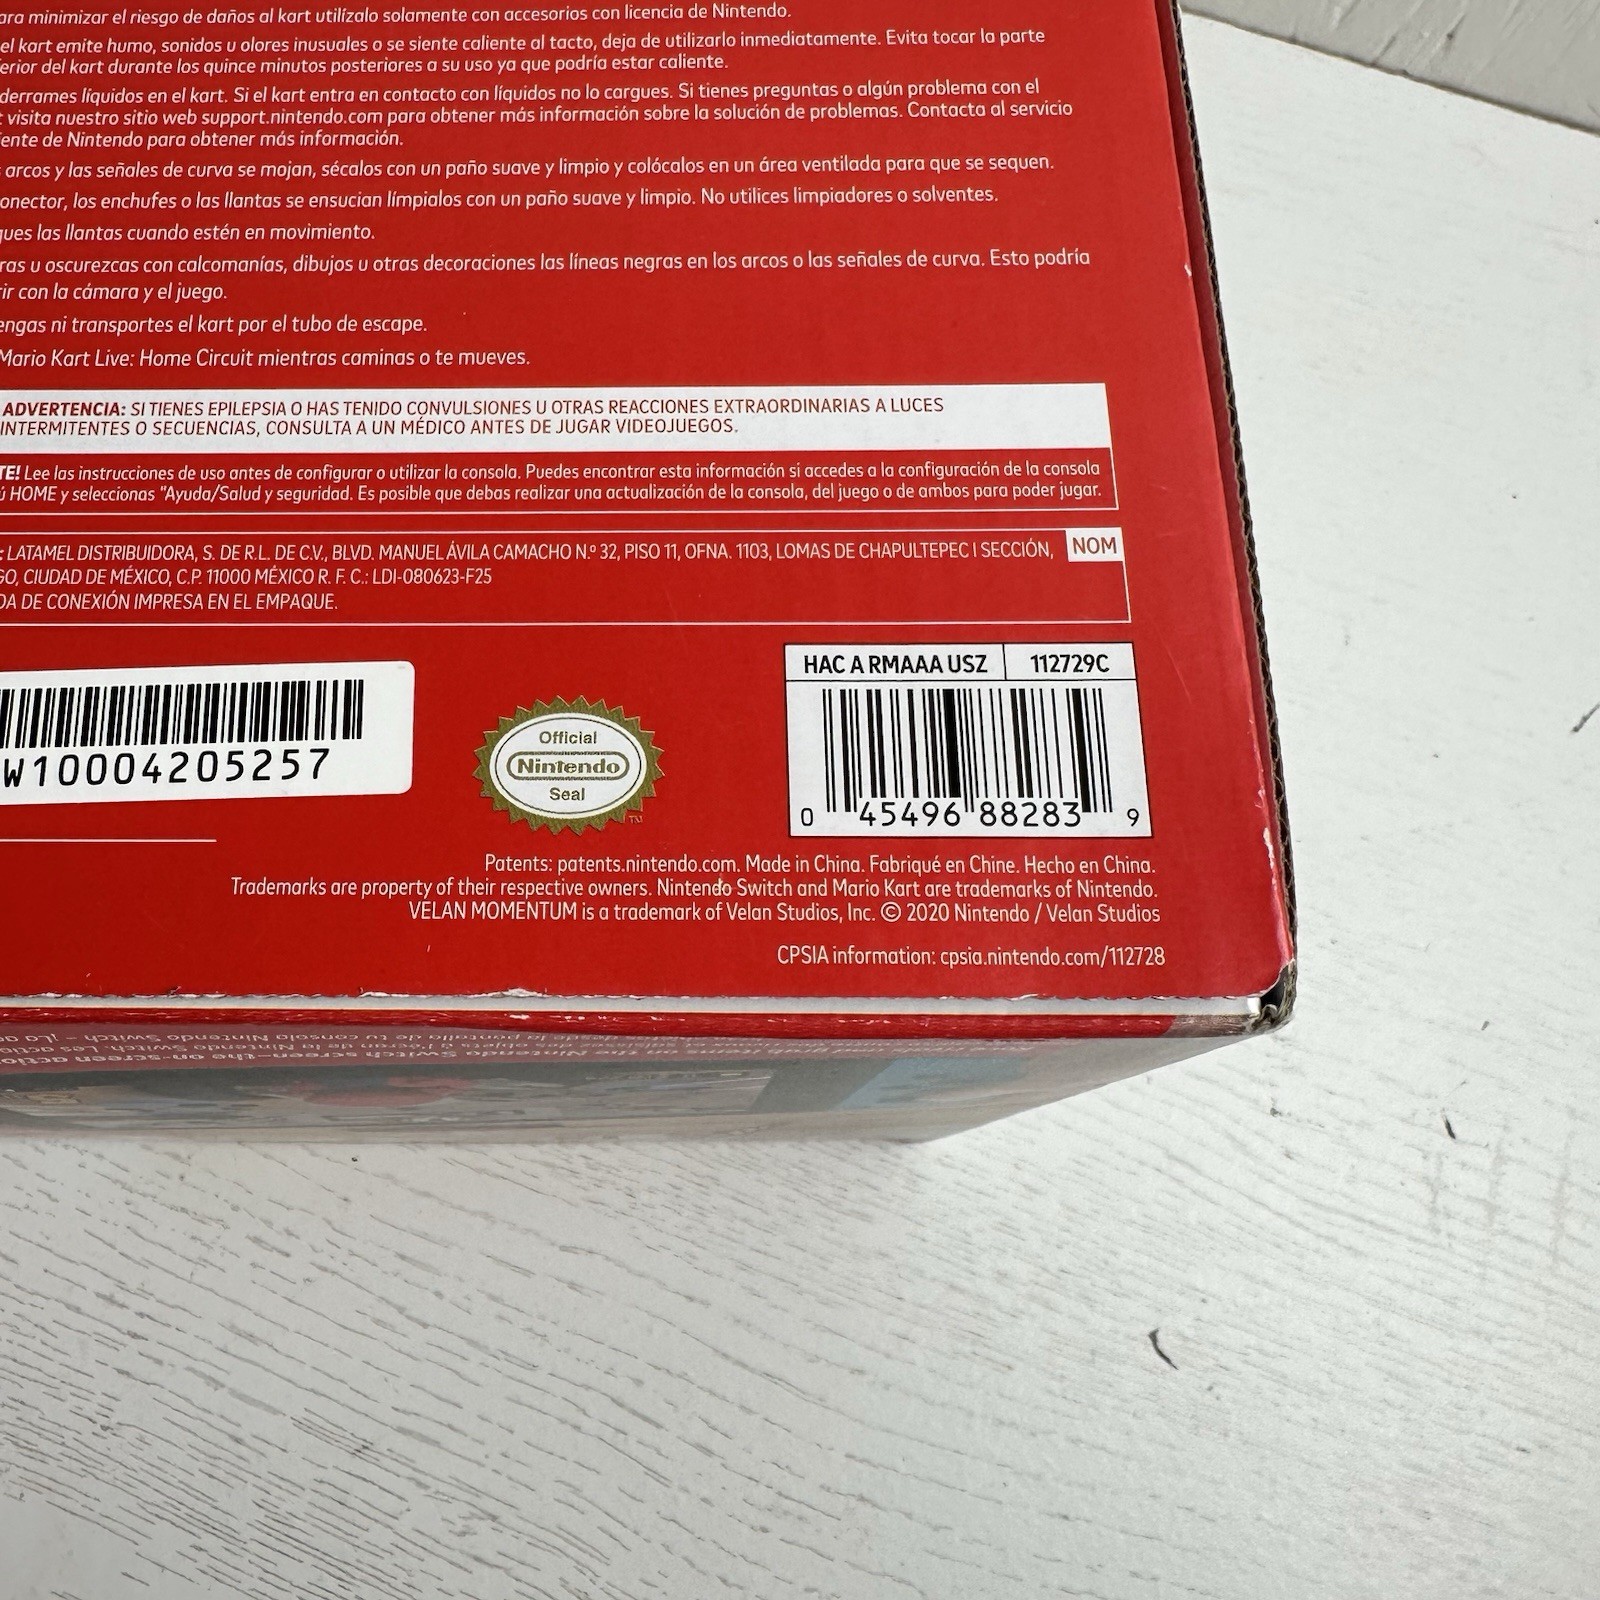 ara minimizar el riesgo de daños al kart utilízalo solamente con accesorios con licencia de Nintendo.
el kart emite humo, sonidos u olores inusuales o se siente caliente al tacto, deja de utilizarlo inmediatamente. Evita tocar la parte
erior del kart durante los quince minutos posteriores a su uso ya que podría estar caliente.
derrames líquidos en el kart. Si el kart entra en contacto con líquidos no lo cargues. Si tienes preguntas o algún problema con el
visita nuestro sitio web support.nintendo.com para obtener más información sobre la solución de problemas. Contacta al servicio
iente de Nintendo para obtener más información.
arcos y las señales de curva se mojan, sécalos con un paño suave y limpio y colócalos en un área ventilada para que se sequen.
onector, los enchufes o las llantas se ensucian límpialos con un paño suave y limpio. No utilices limpiadores o solventes.
ques las llantas cuando estén en movimiento.
ras u oscurezcas con calcomanías, dibujos u otras decoraciones las líneas negras en los arcos o las señales de curva. Esto podría
rir con la cámara y el juego.
engas ni transportes el kart por el tubo de escape.
Mario Kart Live: Home Circuit mientras caminas o te mueves.
ADVERTENCIA: SI TIENES EPILEPSIA O HAS TENIDO CONVULSIONES U OTRAS REACCIONES EXTRAORDINARIAS A LUCES
INTERMITENTES O SECUENCIAS, CONSULTA A UN MÉDICO ANTES DE JUGAR VIDEOJUEGOS.
TE! Lee las instrucciones de uso antes de configurar o utilizar la consola. Puedes encontrar esta información si accedes a la configuración de la consola
ú HOME y seleccionas "Ayuda/Salud y seguridad. Es posible que debas realizar una actualización de la consola, del juego o de ambos para poder jugar.
: LATAMEL DISTRIBUIDORA, S. DE R.L. DE C.V., BLVD. MANUEL ÁVILA CAMACHO N.º 32, PISO 11, OFNA. 1103, LOMAS DE CHAPULTEPEC I SECCIÓN, NOM
GO, CIUDAD DE MÉXICO, C.P. 11000 MÉXICO R. F. C.: LDI-080623-F25
DA DE CONEXIÓN IMPRESA EN EL EMPAQUE.
HAC A RMAAA USZ 112729C
W10004205257
Official
Nintendo
Seal
TM
0 45496 88283 9
Patents: patents.nintendo.com. Made in China. Fabriqué en Chine. Hecho en China.
Trademarks are property of their respective owners. Nintendo Switch and Mario Kart are trademarks of Nintendo.
VELAN MOMENTUM is a trademark of Velan Studios, Inc. © 2020 Nintendo / Velan Studios
CPSIA information: cpsia.nintendo.com/112728